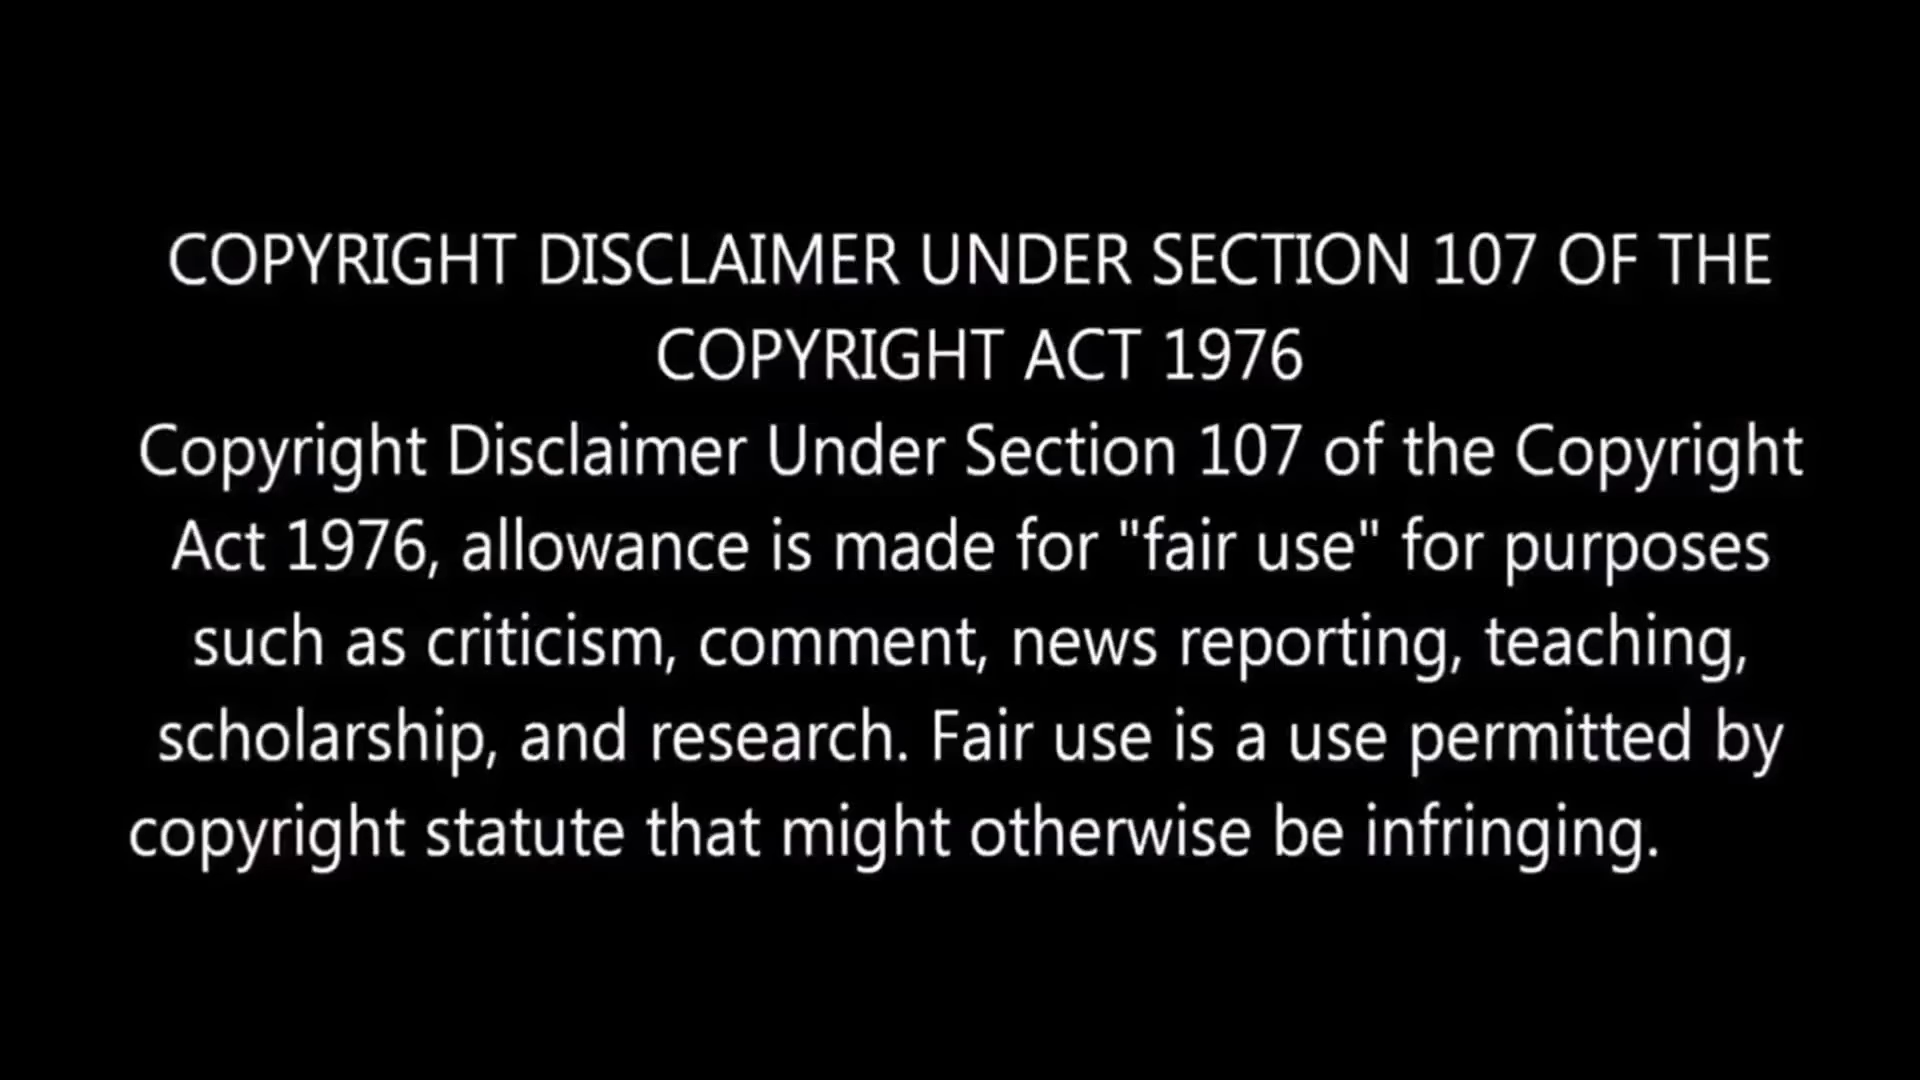 COPYRIGHT DISCLAIMER UNDER SECTION 107 OF THE
COPYRIGHT ACT 1976
Copyright Disclaimer Under Section 107 of the Copyright
Act 1976, allowance is made for "fair use" for purposes
such as criticism, comment, news reporting, teaching,
scholarship, and research. Fair use is a use permitted by
copyright statute that might otherwise be infringing.